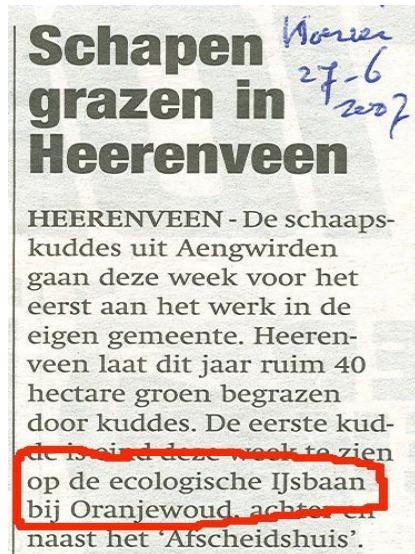 Schapen
grazen in
Heerenveen
27-6
2007
HEERENVEEN - De schaaps-
kuddes uit Aengwirden
gaan deze week voor het
eerst aan het werk in de
eigen gemeente. Heeren-
veen laat dit jaar ruim 40
hectare groen begrazen
door kuddes. De eerste kud-
de is eind deze week te zien
op de ecologische IJsbaan
bij Oranjewoud, achter en
naast het ‘Afscheidshuis’.